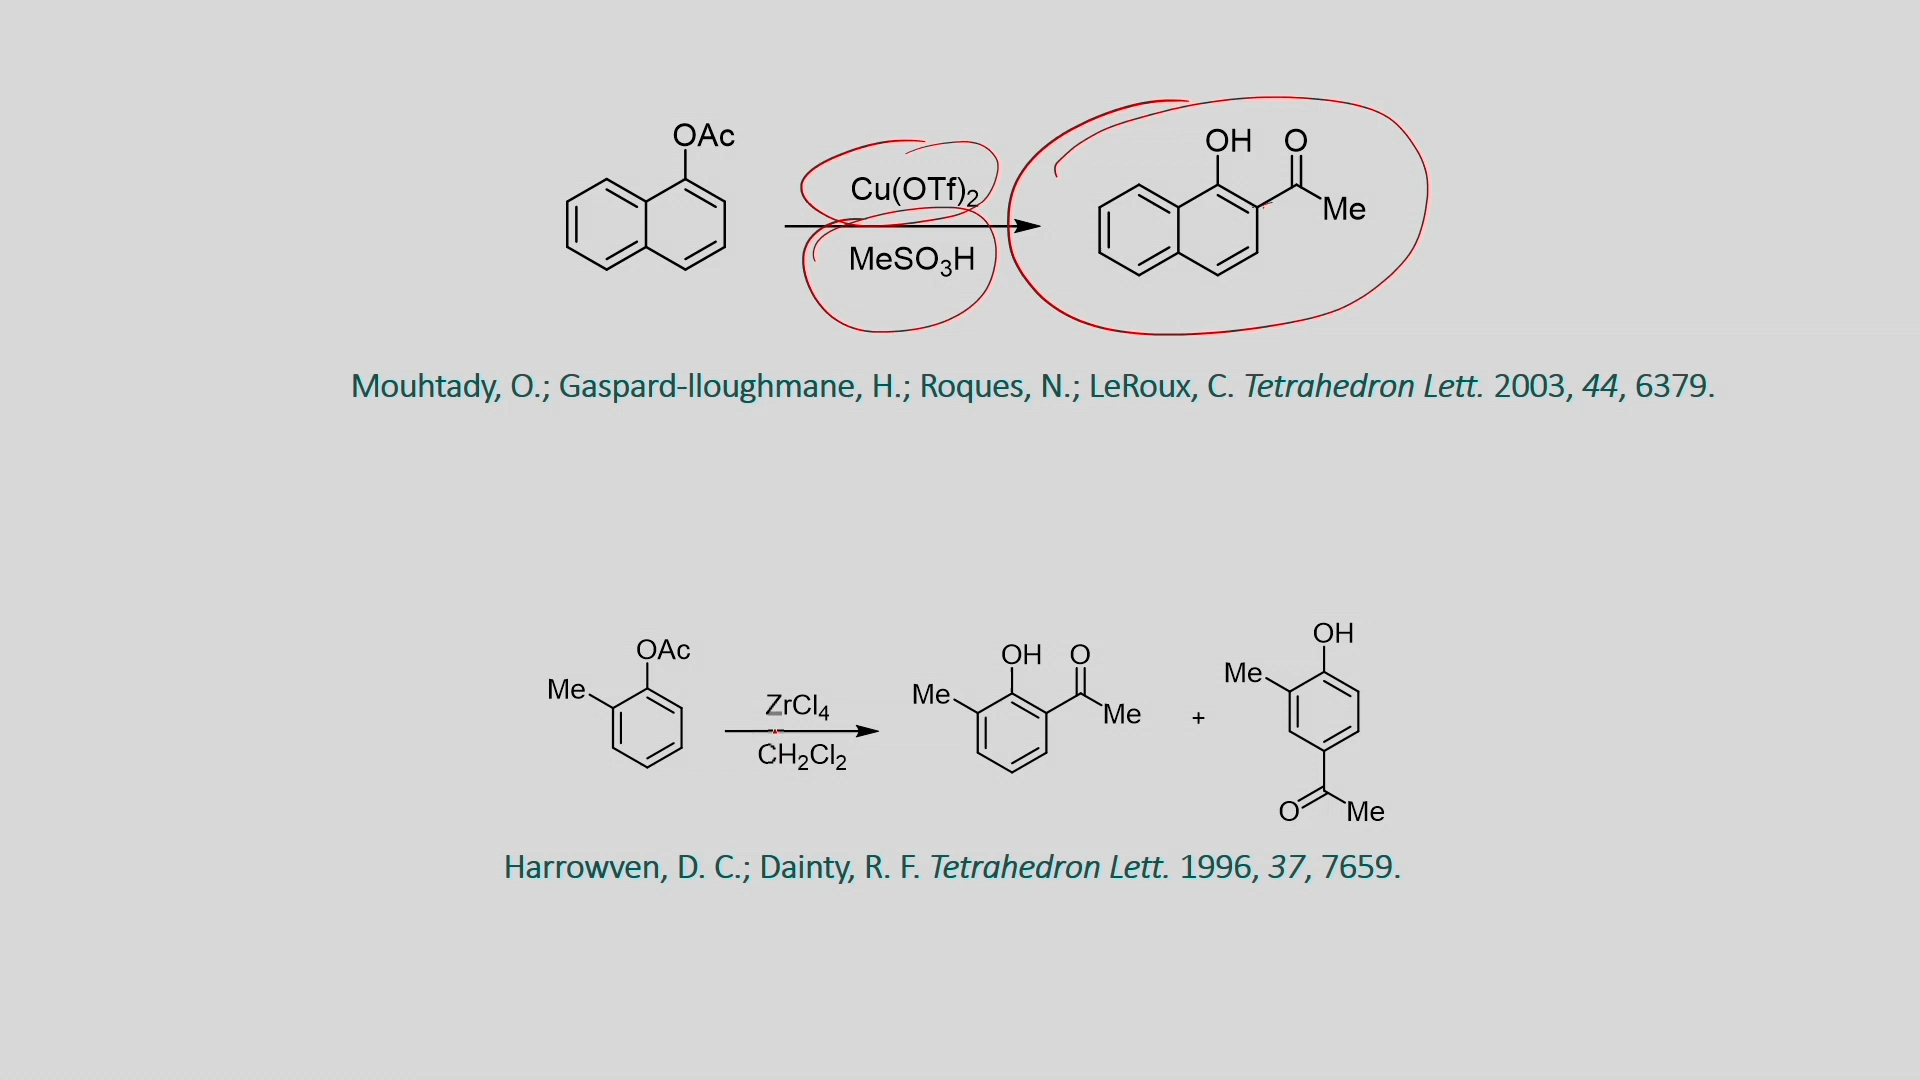 OAc
Cu(OTf)2
MeSO3H
OH O
Me
Mouhtady, O.; Gaspard-lloughmane, H.; Roques, N.; LeRoux, C. Tetrahedron Lett. 2003, 44, 6379.
OAc
Me
ZrCl4
CH2Cl2
OH O
Me
Me
+
OH
Me
O Me
Harrowven, D. C.; Dainty, R. F. Tetrahedron Lett. 1996, 37, 7659.